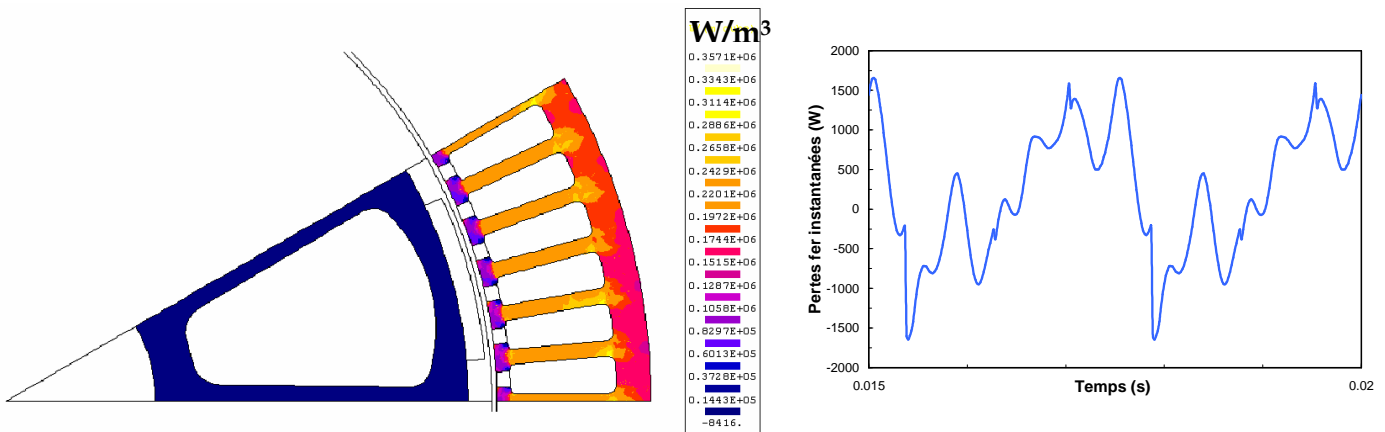 W/m³
0.3571E+06
0.3343E+06
0.3114E+06
0.2886E+06
0.2658E+06
0.2429E+06
0.2201E+06
0.1972E+06
0.1744E+06
0.1515E+06
0.1287E+06
0.1058E+06
0.8297E+05
0.6013E+05
0.3728E+05
0.1443E+05
-8416.
Pertes fer instantanées (W)
2000
1500
1000
500
0
-500
-1000
-1500
-2000
0.015
0.02
Temps (s)